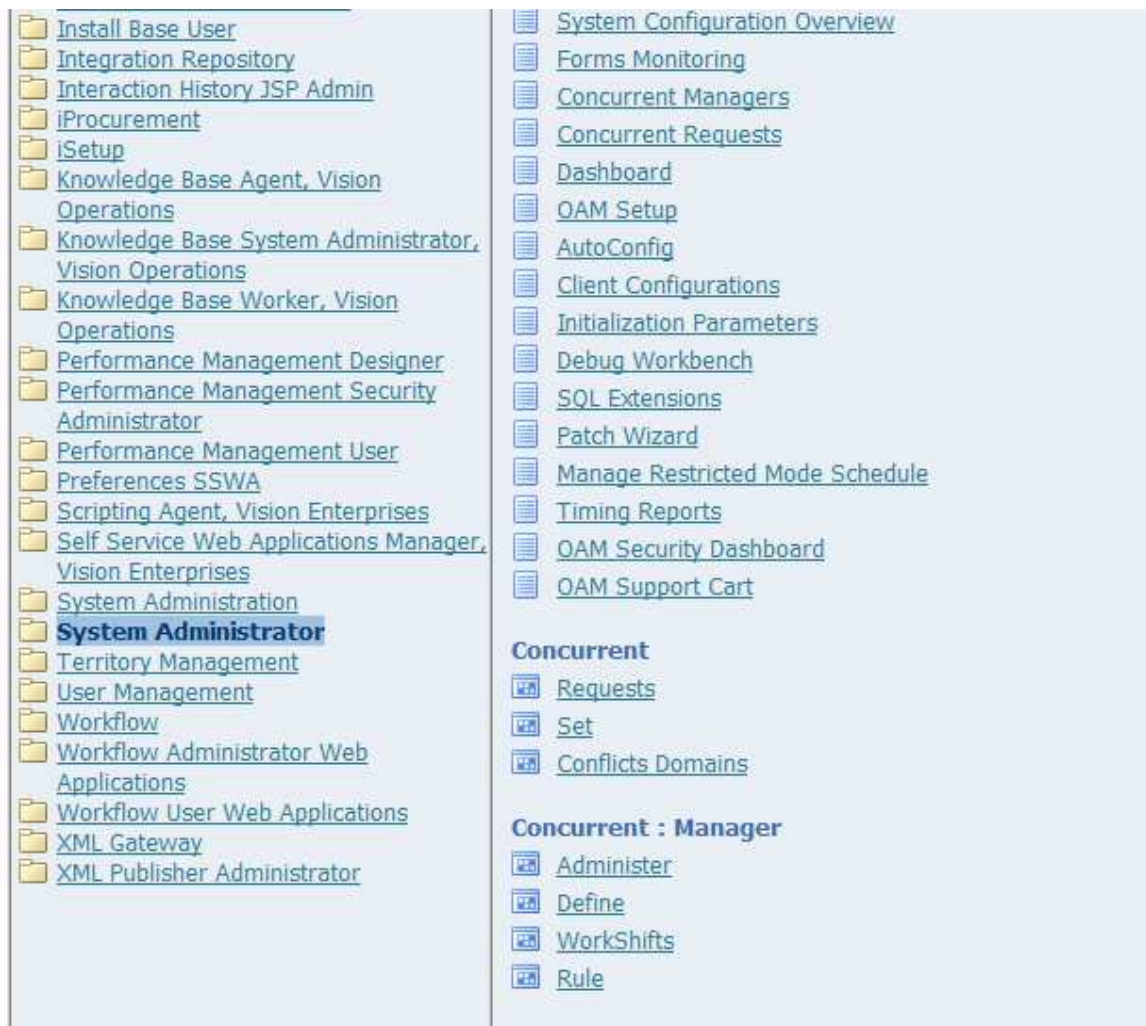 Install Base User
Integration Repository
Interaction History JSP Admin
iProcurement
iSetup
Knowledge Base Agent, Vision
Operations
Knowledge Base System Administrator,
Vision Operations
Knowledge Base Worker, Vision
Operations
Performance Management Designer
Performance Management Security
Administrator
Performance Management User
Preferences SSWA
Scripting Agent, Vision Enterprises
Self Service Web Applications Manager,
Vision Enterprises
System Administration
System Administrator
Territory Management
User Management
Workflow
Workflow Administrator Web
Applications
Workflow User Web Applications
XML Gateway
XML Publisher Administrator
System Configuration Overview
Forms Monitoring
Concurrent Managers
Concurrent Requests
Dashboard
OAM Setup
AutoConfig
Client Configurations
Initialization Parameters
Debug Workbench
SQL Extensions
Patch Wizard
Manage Restricted Mode Schedule
Timing Reports
OAM Security Dashboard
OAM Support Cart
Concurrent
Requests
Set
Conflicts Domains
Concurrent : Manager
Administer
Define
WorkShifts
Rule